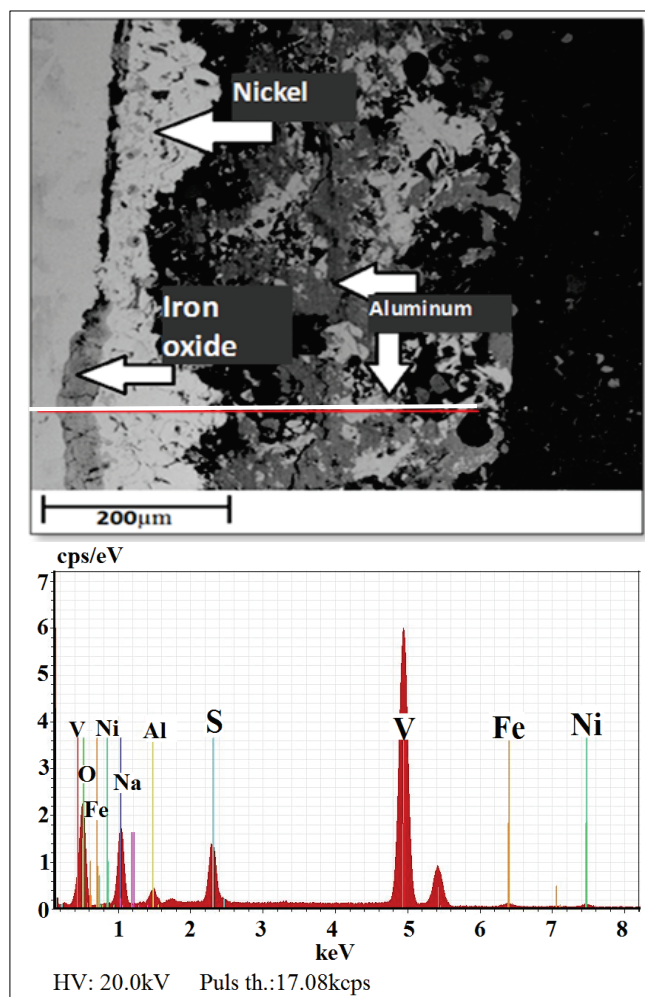 Nickel
Iron
oxide
Aluminum
200µm
cps/eV
7
6
5
4
3
2
1
0
V
O
Fe
Ni
Na
Al
S
V
Fe
Ni
1 2 3 4 5 6 7 8
keV
HV: 20.0kV Puls th.:17.08kcps